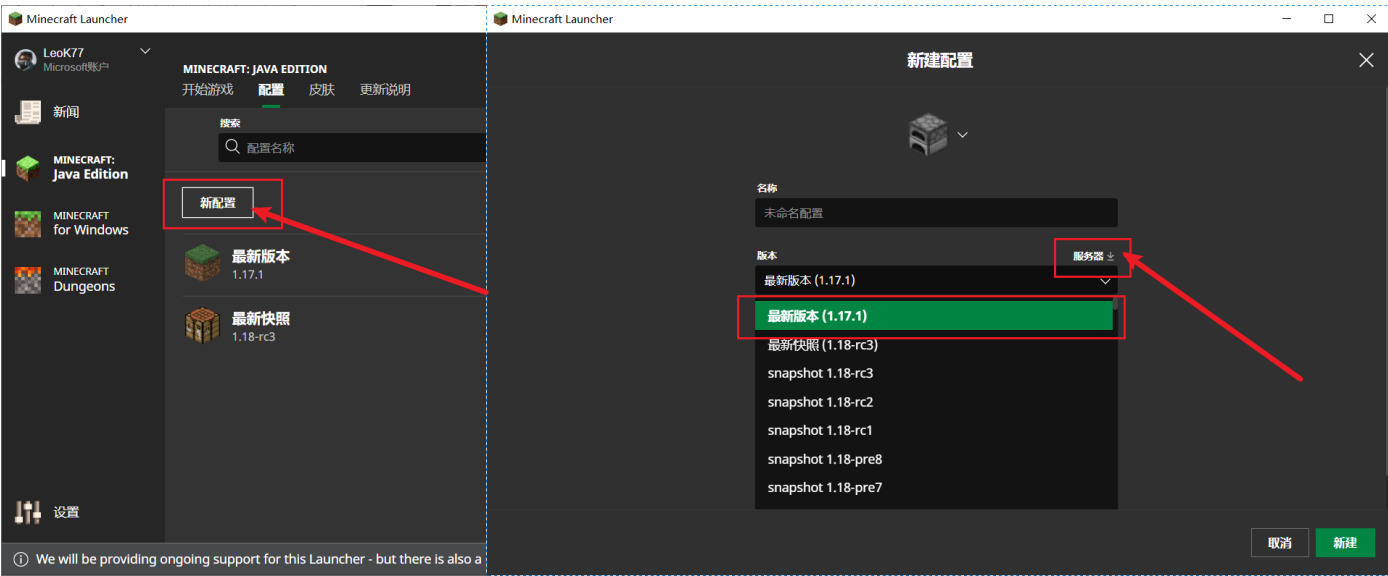 Minecraft Launcher
LeoK77
Microsoft账户
新闻
MINECRAFT:
Java Edition
MINECRAFT
for Windows
MINECRAFT
Dungeons
设置
MINECRAFT: JAVA EDITION
开始游戏 配置 皮肤 更新说明
搜索
配置名称
新配置
最新版本
1.17.1
最新快照
1.18-rc3
We will be providing ongoing support for this Launcher - but there is also a
Minecraft Launcher
新建配置
名称
未命名配置
版本 服务器
最新版本 (1.17.1)
最新版本 (1.17.1)
最新快照 (1.18-rc3)
snapshot 1.18-rc3
snapshot 1.18-rc2
snapshot 1.18-rc1
snapshot 1.18-pre8
snapshot 1.18-pre7
取消 新建